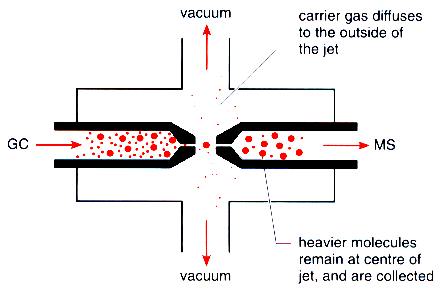 vacuum
carrier gas diffuses
to the outside of
the jet
GC
MS
heavier molecules
remain at centre of
jet, and are collected
vacuum